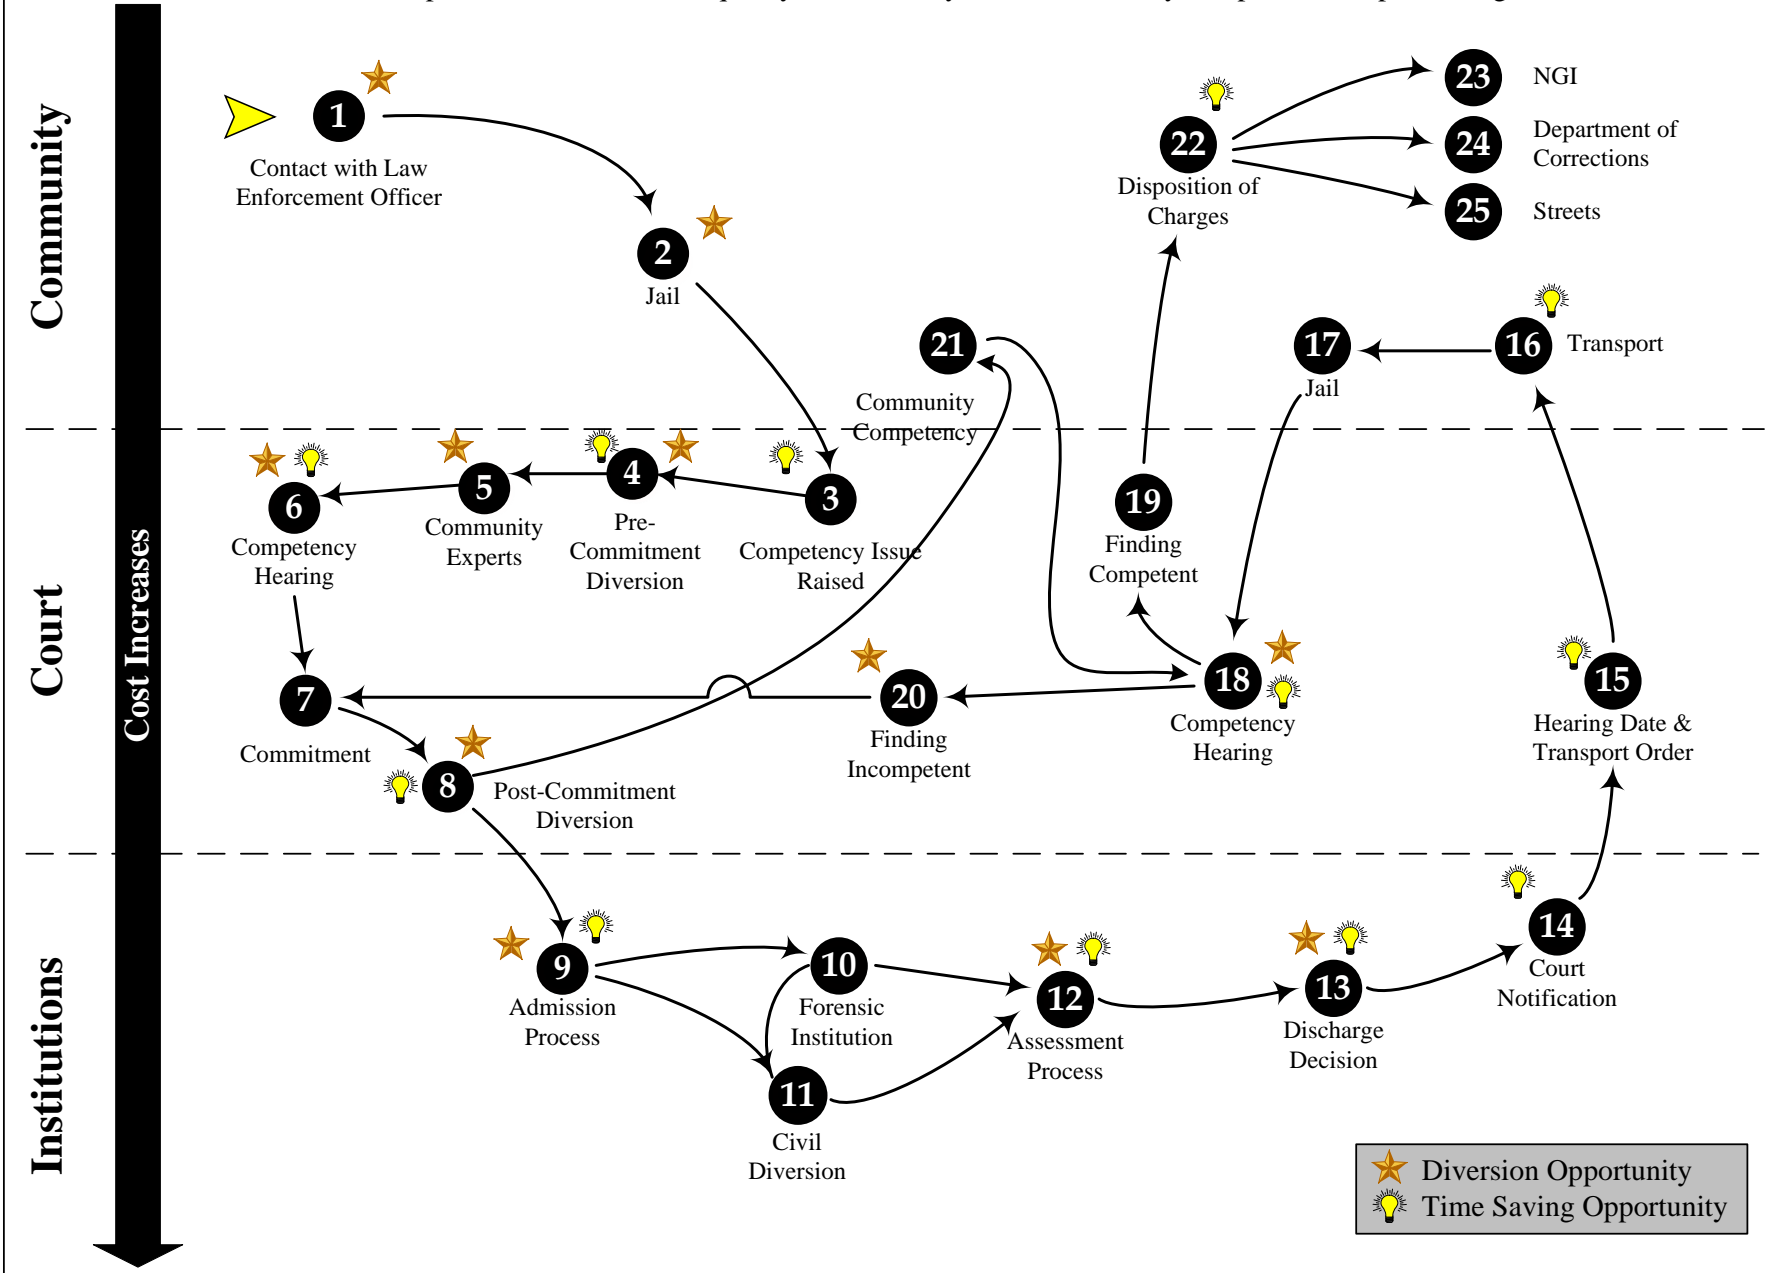 Community
Court
Institutions
Cost Increases
1
Contact with Law
Enforcement Officer
2
Jail
3
Competency Issue
Raised
4
Pre-
Commitment
Diversion
5
Community
Experts
6
Competency
Hearing
7
Commitment
8
Post-Commitment
Diversion
9
Admission
Process
10
Forensic
Institution
11
Civil
Diversion
12
Assessment
Process
13
Discharge
Decision
14
Court
Notification
15
Hearing Date &
Transport Order
16
Transport
17
Jail
18
Competency
Hearing
19
Finding
Competent
20
Finding
Incompetent
21
Community
Competency
22
Disposition of
Charges
23
NGI
24
Department of
Corrections
25
Streets
Diversion Opportunity
Time Saving Opportunity